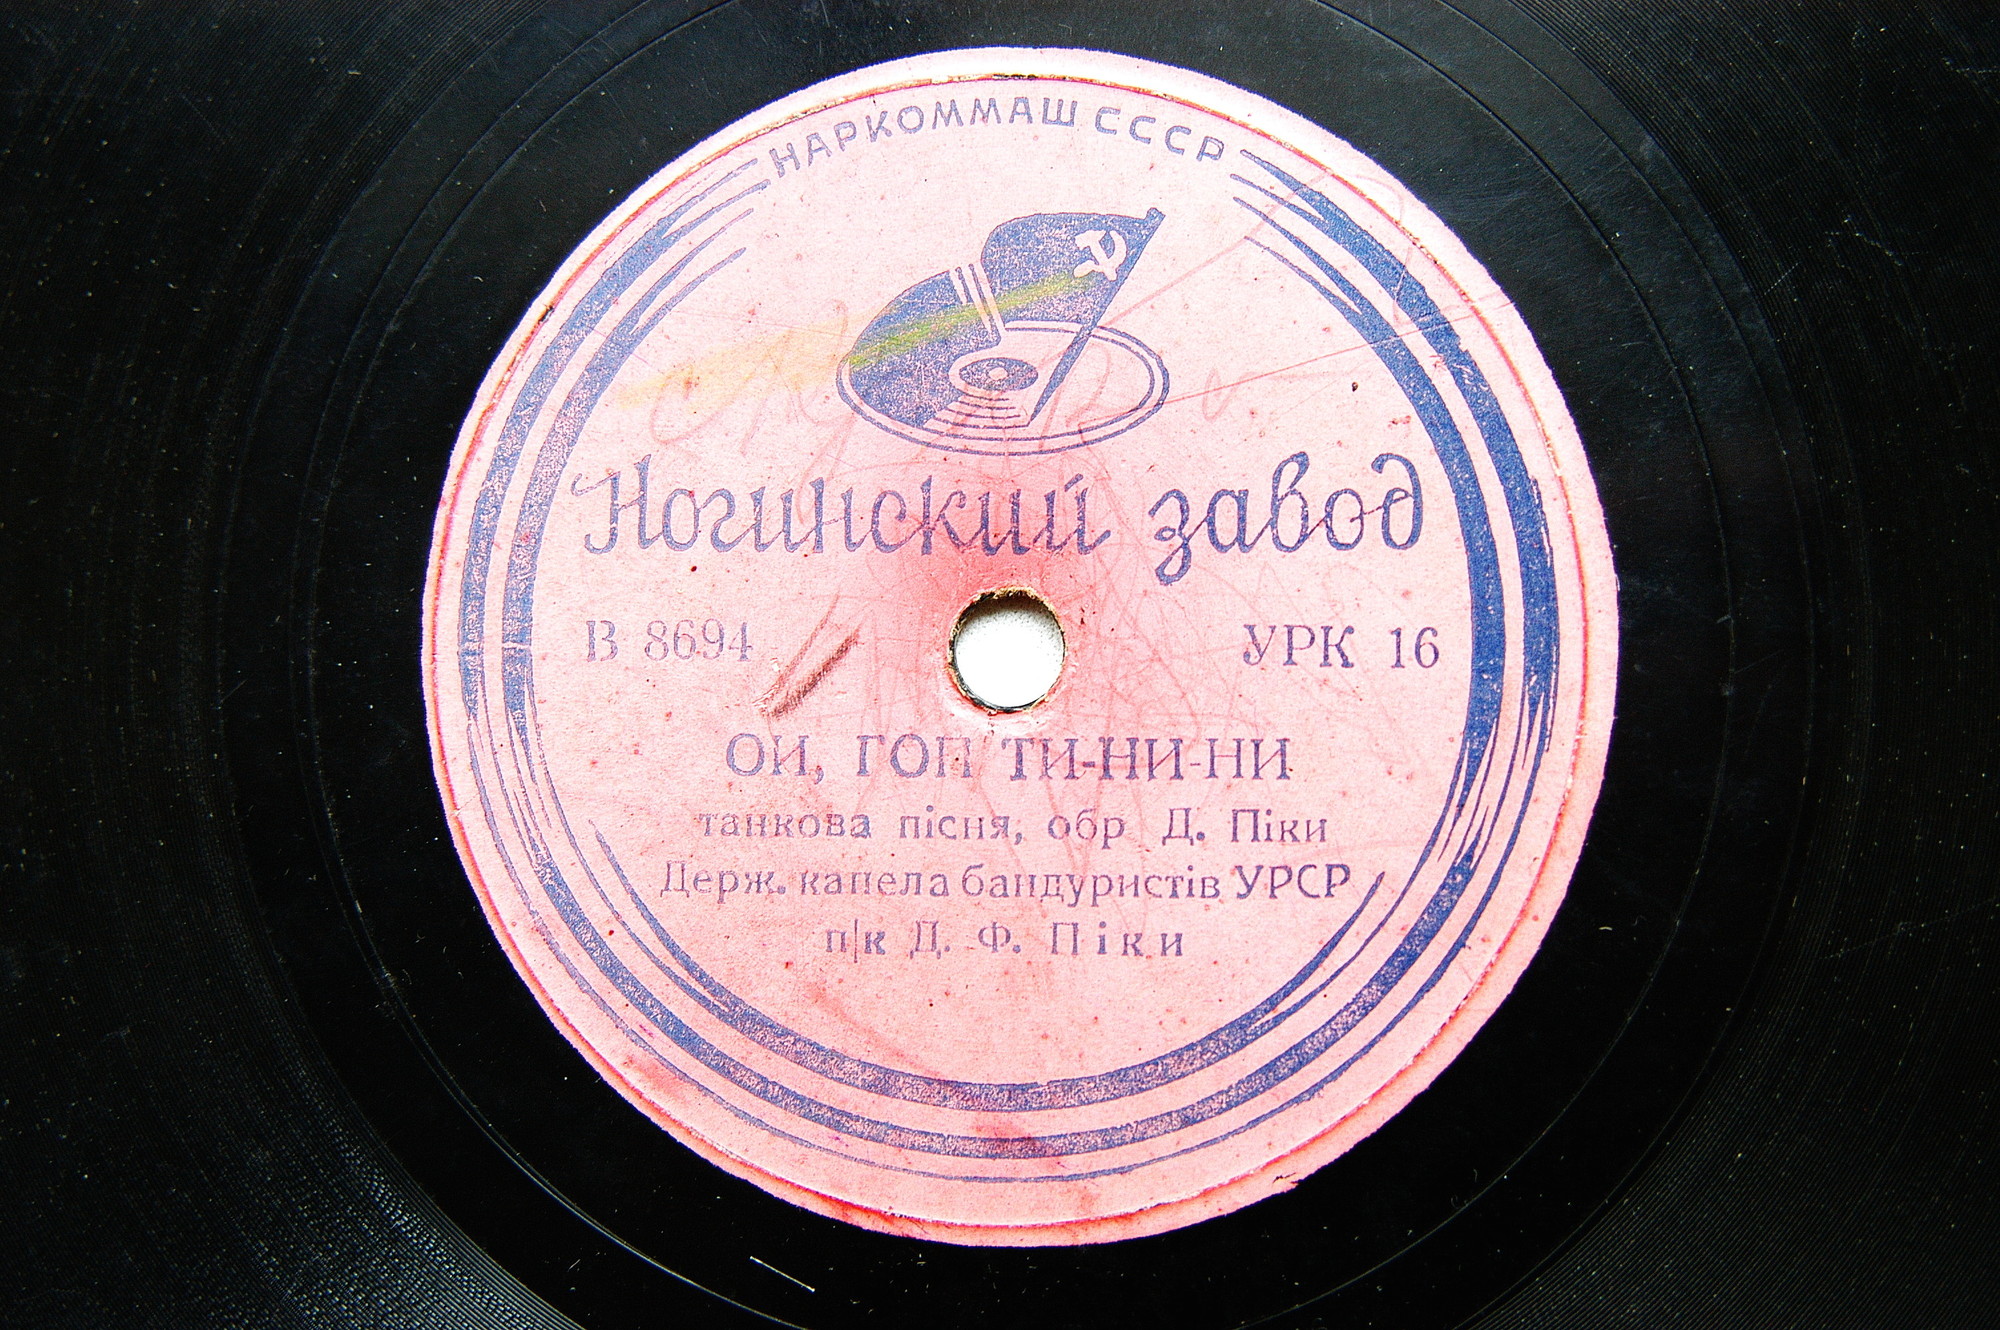 НАРКОММАШ СССР
Ногинский завод
В 8694 УРК 16
ОИ, ГОП ТИ-НИ-НИ
танкова пісня, обр Д. Піки
Держ. капела бандуристів УРСР
п/к Д. Ф. Піки